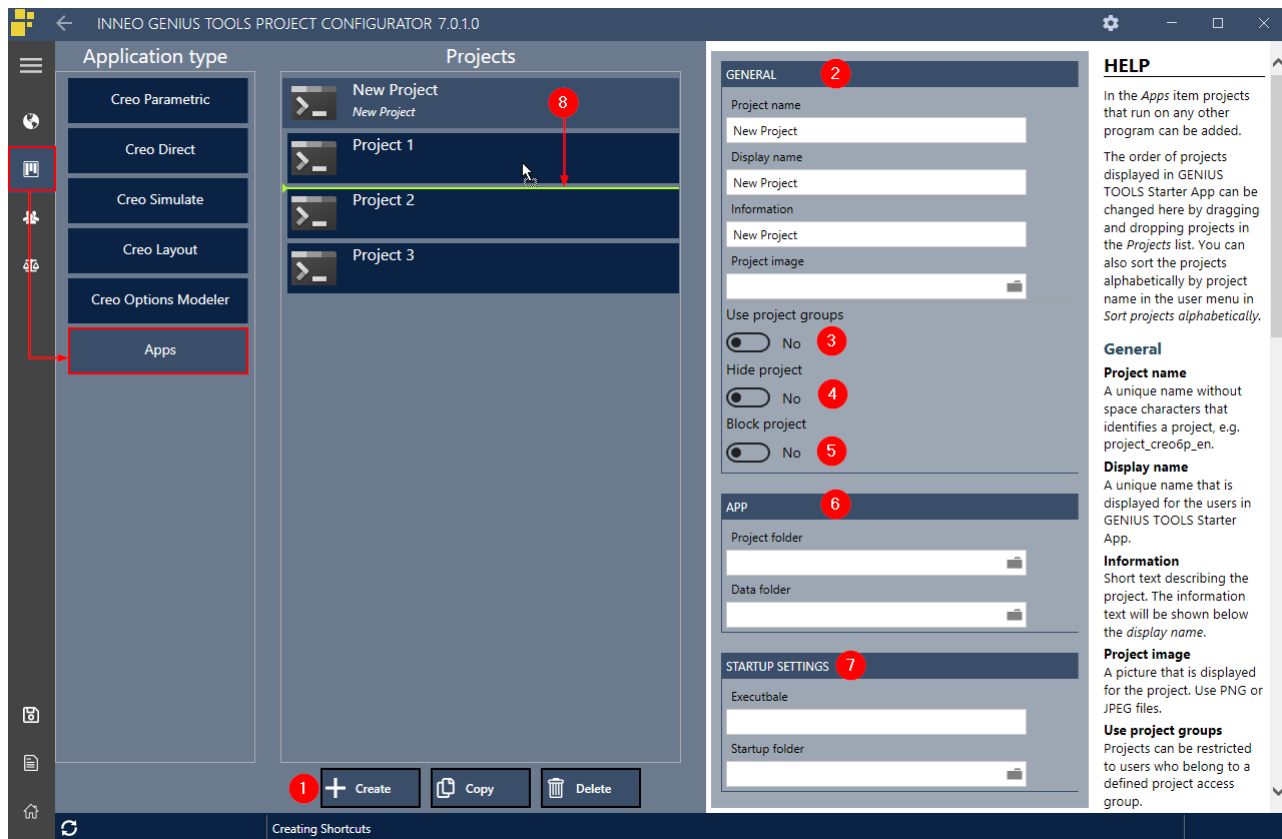 INNEO GENIUS TOOLS PROJECT CONFIGURATOR 7.0.1.0
Application type
Creo Parametric
Creo Direct
Creo Simulate
Creo Layout
Creo Options Modeler
Apps
Projects
New Project
New Project
8
Project 1
Project 2
Project 3
1
Create
Copy
Delete
GENERAL
2
Project name
New Project
Display name
New Project
Information
New Project
Project image
Use project groups
No
3
Hide project
No
4
Block project
No
5
APP
6
Project folder
Data folder
STARTUP SETTINGS
7
Executbale
Startup folder
HELP
In the Apps item projects
that run on any other
program can be added.
The order of projects
displayed in GENIUS
TOOLS Starter App can be
changed here by dragging
and dropping projects in
the Projects list. You can
also sort the projects
alphabetically by project
name in the user menu in
Sort projects alphabetically.
General
Project name
A unique name without
space characters that
identifies a project, e.g.
project_creo6p_en.
Display name
A unique name that is
displayed for the users in
GENIUS TOOLS Starter
App.
Information
Short text describing the
project. The information
text will be shown below
the display name.
Project image
A picture that is displayed
for the project. Use PNG or
JPEG files.
Use project groups
Projects can be restricted
to users who belong to a
defined project access
group.
Creating Shortcuts